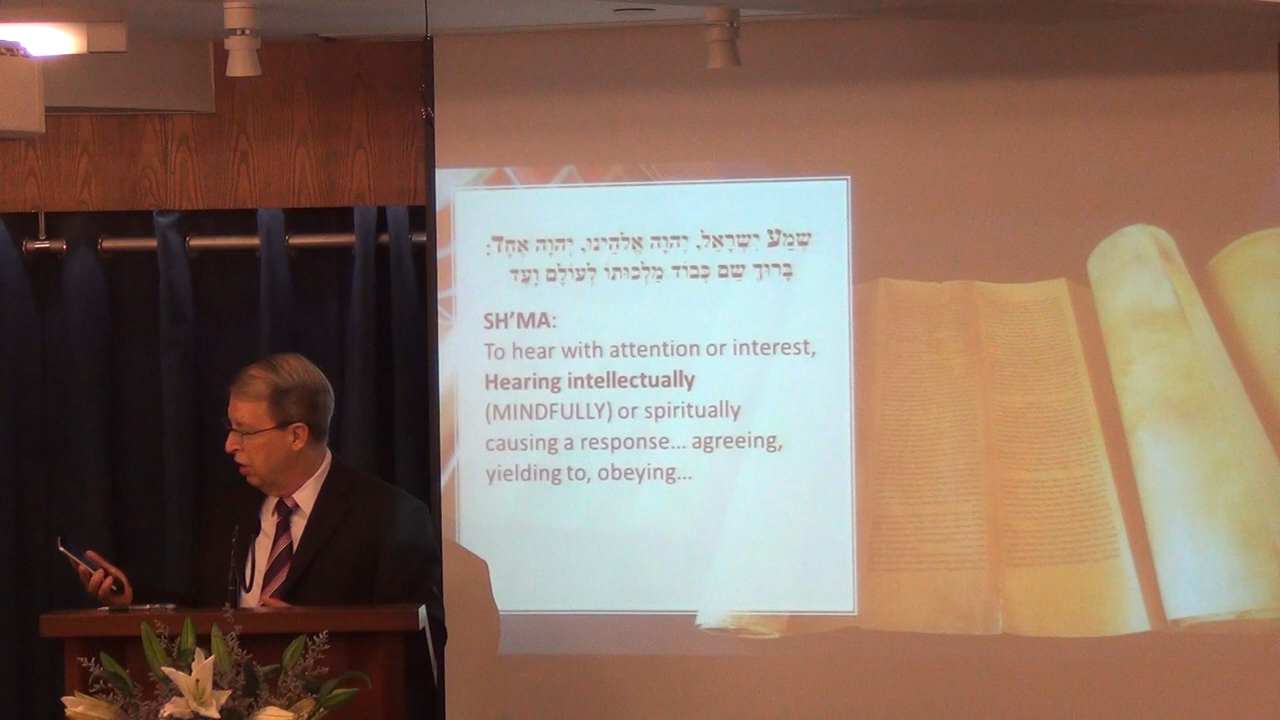 שְׁמַע יִשְׂרָאֵל, יְהוָה אֱלֹהֵינוּ, יְהוָה אֶחָד:
בָּרוּךְ שֵׁם כְּבוֹד מַלְכוּתוֹ לְעוֹלָם וָעֶד
SH'MA:
To hear with attention or interest,
Hearing intellectually
(MINDFULLY) or spiritually
causing a response... agreeing,
yielding to, obeying...